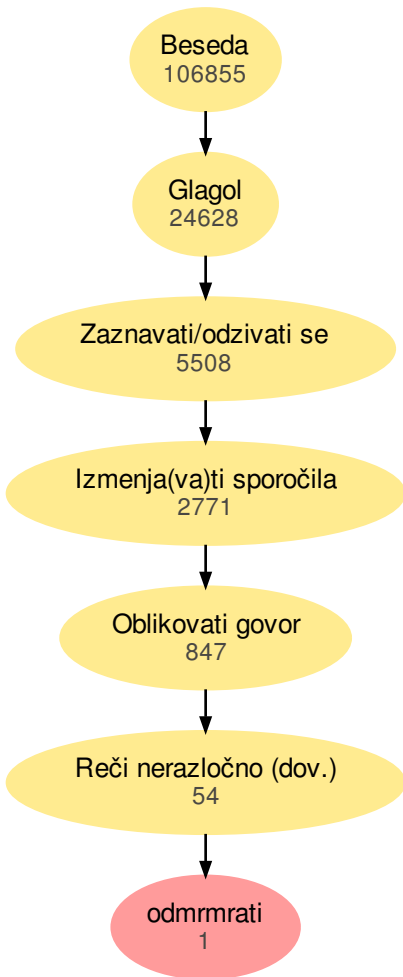 Beseda
106855
Glagol
24628
Zaznavati/odzivati se
5508
Izmenja(va)ti sporočila
2771
Oblikovati govor
847
Reči nerazločno (dov.)
54
odmrmrati
1